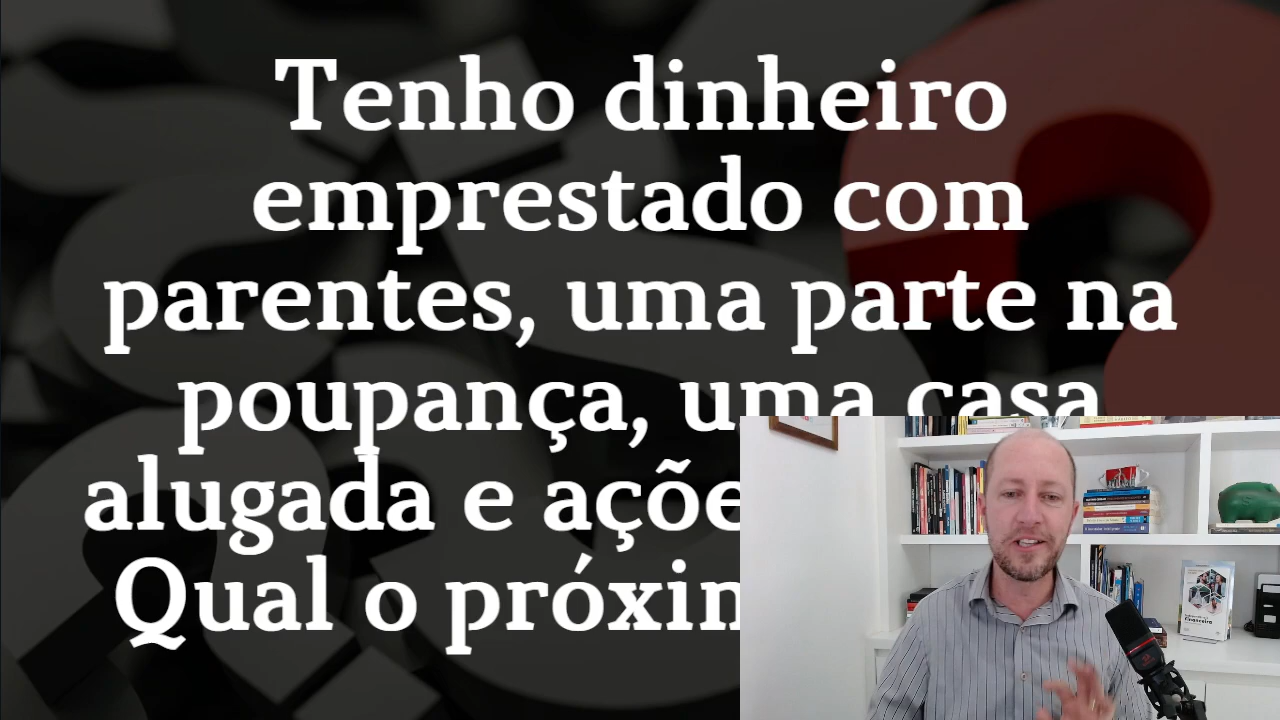 Tenho dinheiro
emprestado com
parentes, uma parte na
poupança, uma casa
alugada e
Qual o